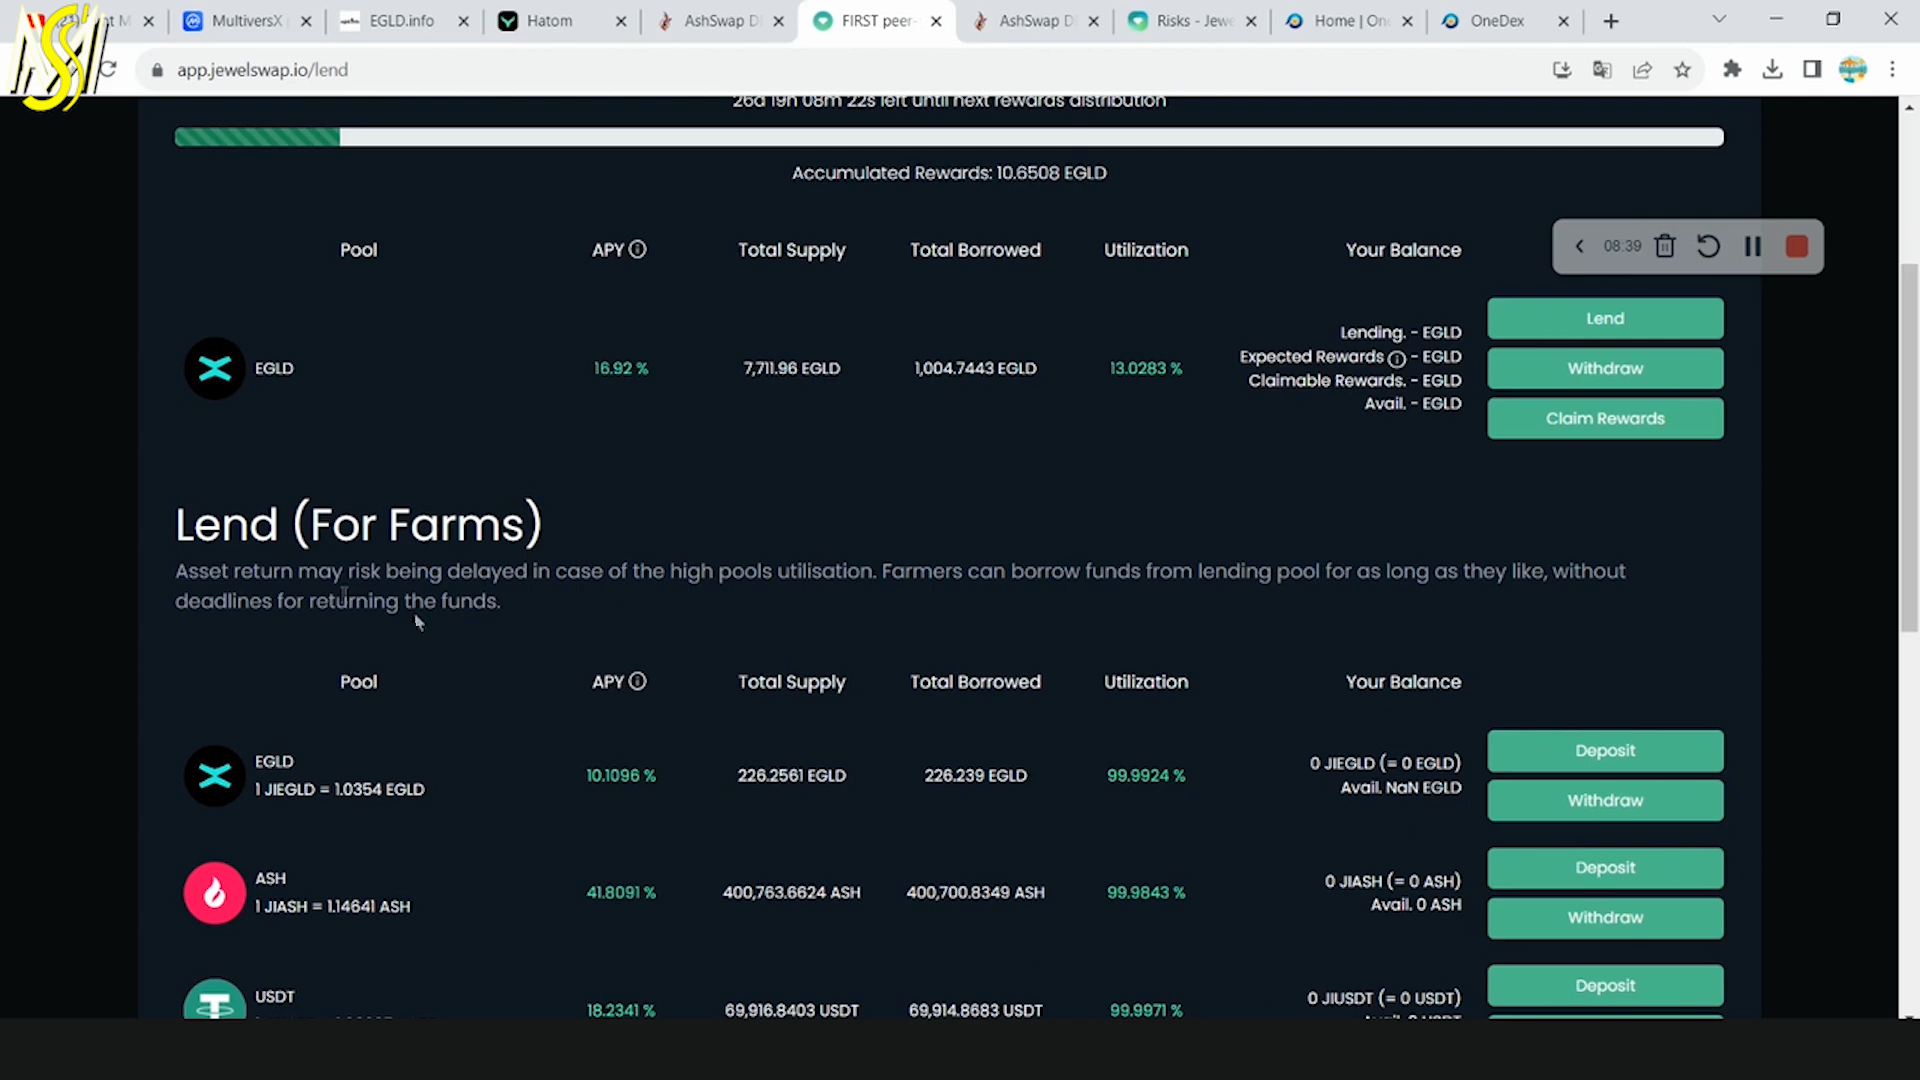 MultiversX
EGLD.info
Hatom
AshSwap D
FIRST peer-
AshSwap D
Risks - Jew
Home | On
OneDex
app.jewelswap.io/lend
26d 19h 08m 22s left until next rewards distribution
Accumulated Rewards: 10.6508 EGLD
Pool APY Total Supply Total Borrowed Utilization Your Balance
08:39
EGLD 16.92 % 7,711.96 EGLD 1,004.7443 EGLD 13.0283 %
Lending. - EGLD
Expected Rewards - EGLD
Claimable Rewards. - EGLD
Avail. - EGLD
Lend
Withdraw
Claim Rewards
Lend (For Farms)
Asset return may risk being delayed in case of the high pools utilisation. Farmers can borrow funds from lending pool for as long as they like, without
deadlines for returning the funds.
Pool APY Total Supply Total Borrowed Utilization Your Balance
EGLD
1 JIEGLD = 1.0354 EGLD
10.1096 % 226.2561 EGLD 226.239 EGLD 99.9924 %
0 JIEGLD (= 0 EGLD)
Avail. NaN EGLD
Deposit
Withdraw
ASH
1 JIASH = 1.14641 ASH
41.8091 % 400,763.6624 ASH 400,700.8349 ASH 99.9843 %
0 JIASH (= 0 ASH)
Avail. 0 ASH
Deposit
Withdraw
USDT
18.2341 % 69,916.8403 USDT 69,914.8683 USDT 99.9971 %
0 JIUSDT (= 0 USDT)
Deposit